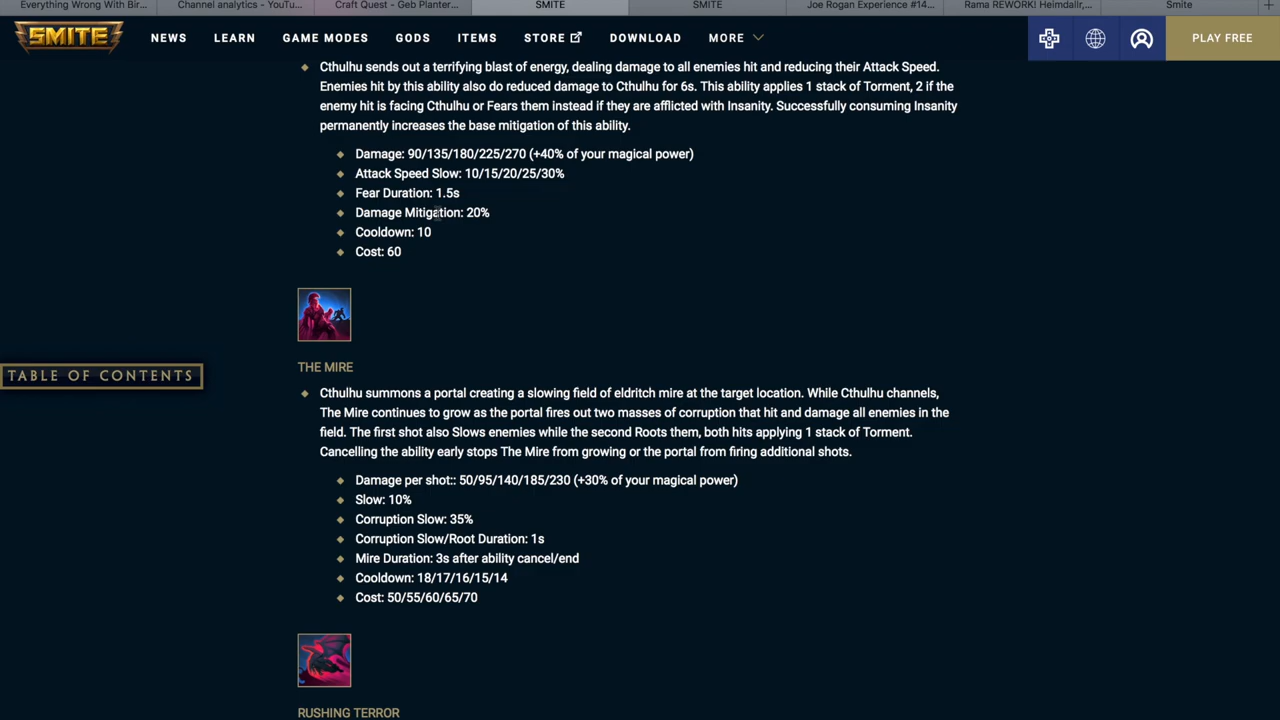 Everything Wrong With Bir... Channel analytics - YouTu... Craft Quest - Geb Planter... SMITE SMITE Joe Rogan Experience #14... Rama REWORK! Heimdallr,... Smite +
SMITE NEWS LEARN GAME MODES GODS ITEMS STORE DOWNLOAD MORE PLAY FREE
Cthulhu sends out a terrifying blast of energy, dealing damage to all enemies hit and reducing their Attack Speed.
Enemies hit by this ability also do reduced damage to Cthulhu for 6s. This ability applies 1 stack of Torment, 2 if the
enemy hit is facing Cthulhu or Fears them instead if they are afflicted with Insanity. Successfully consuming Insanity
permanently increases the base mitigation of this ability.
Damage: 90/135/180/225/270 (+40% of your magical power)
Attack Speed Slow: 10/15/20/25/30%
Fear Duration: 1.5s
Damage Mitigation: 20%
Cooldown: 10
Cost: 60
TABLE OF CONTENTS
THE MIRE
Cthulhu summons a portal creating a slowing field of eldritch mire at the target location. While Cthulhu channels,
The Mire continues to grow as the portal fires out two masses of corruption that hit and damage all enemies in the
field. The first shot also Slows enemies while the second Roots them, both hits applying 1 stack of Torment.
Cancelling the ability early stops The Mire from growing or the portal from firing additional shots.
Damage per shot:: 50/95/140/185/230 (+30% of your magical power)
Slow: 10%
Corruption Slow: 35%
Corruption Slow/Root Duration: 1s
Mire Duration: 3s after ability cancel/end
Cooldown: 18/17/16/15/14
Cost: 50/55/60/65/70
RUSHING TERROR